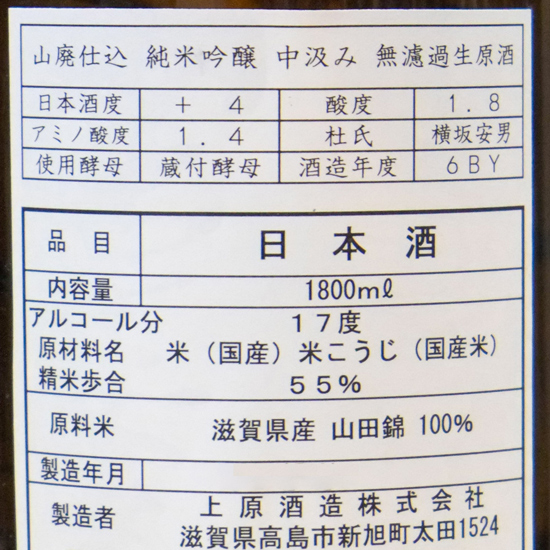 山廃仕込 純米吟醸 中汲み 無濾過生原酒
日本酒度 + 4 酸度 1.8
アミノ酸度 1.4 杜氏 横坂安男
使用酵母 蔵付酵母 酒造年度 6BY
品目 日本酒
内容量 1800mℓ
アルコール分 17度
原材料名 米(国産)米こうじ(国産米)
精米歩合 55%
原料米 滋賀県産 山田錦 100%
製造年月
製造者 上原酒造株式会社
滋賀県高島市新旭町太田1524